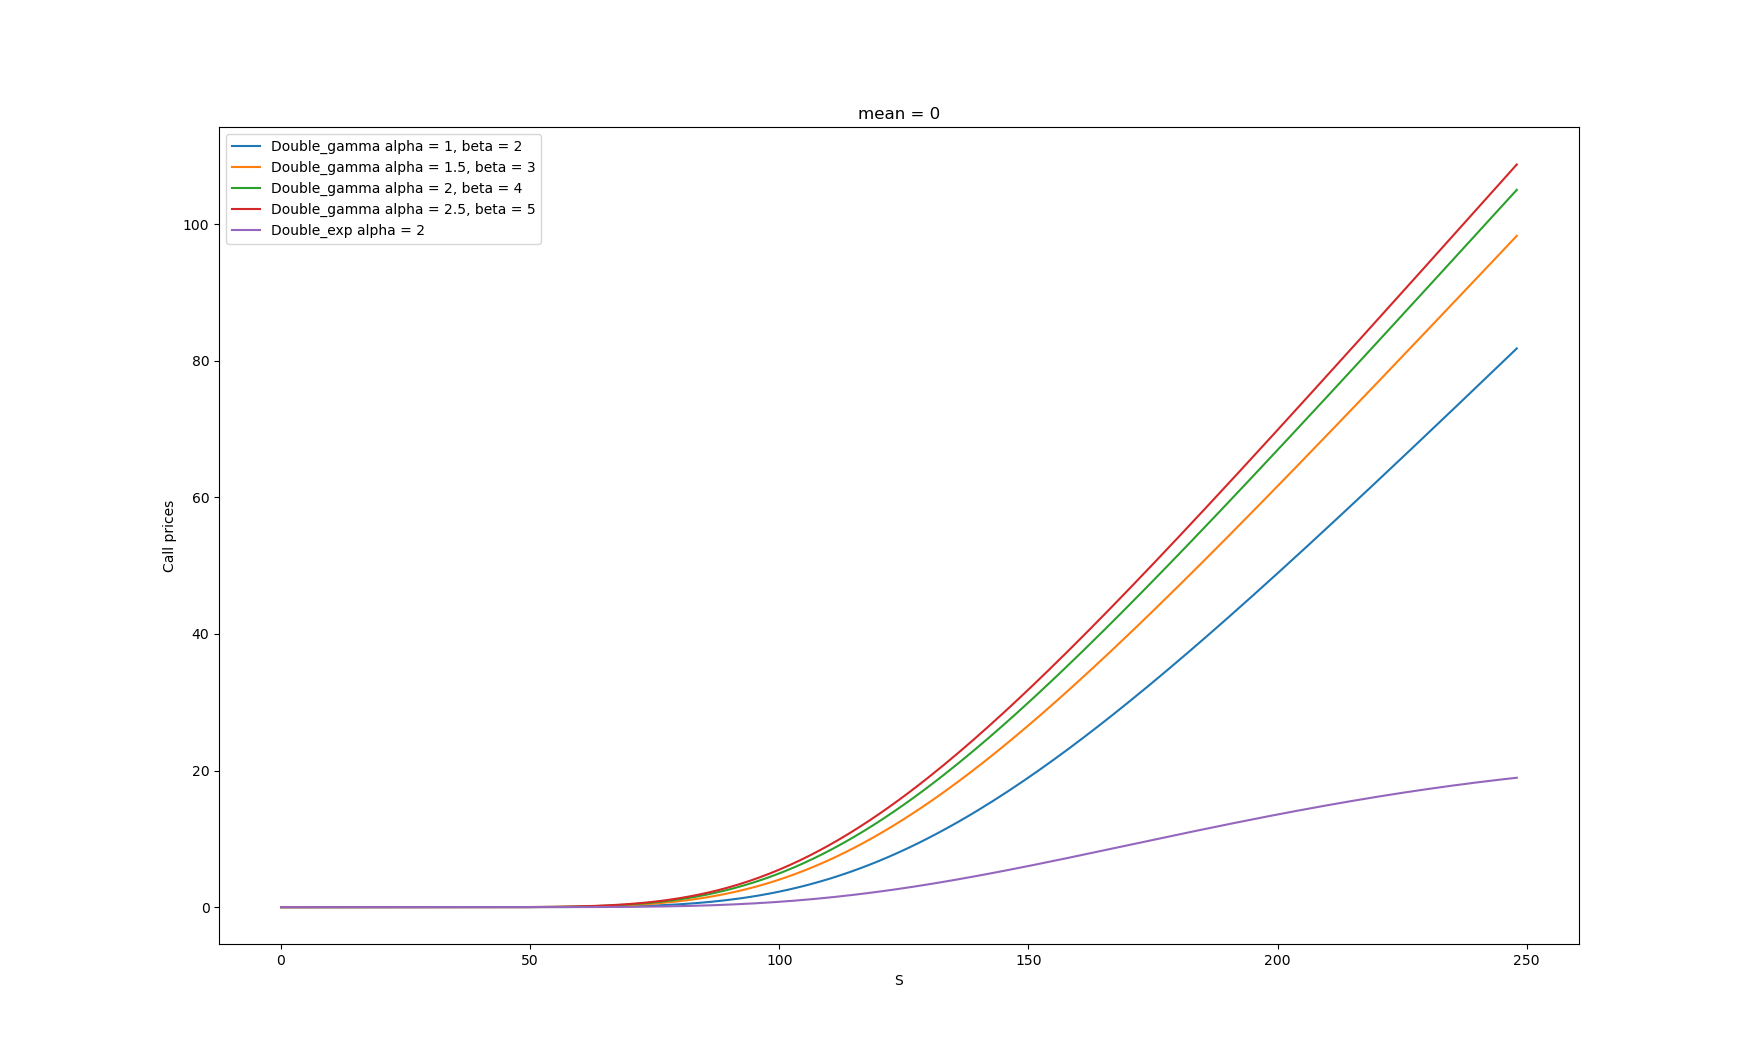 mean = 0
Double_gamma alpha = 1, beta = 2
Double_gamma alpha = 1.5, beta = 3
Double_gamma alpha = 2, beta = 4
Double_gamma alpha = 2.5, beta = 5
Double_exp alpha = 2
100
80
60
40
20
0
Call prices
0 50 100 150 200 250
S